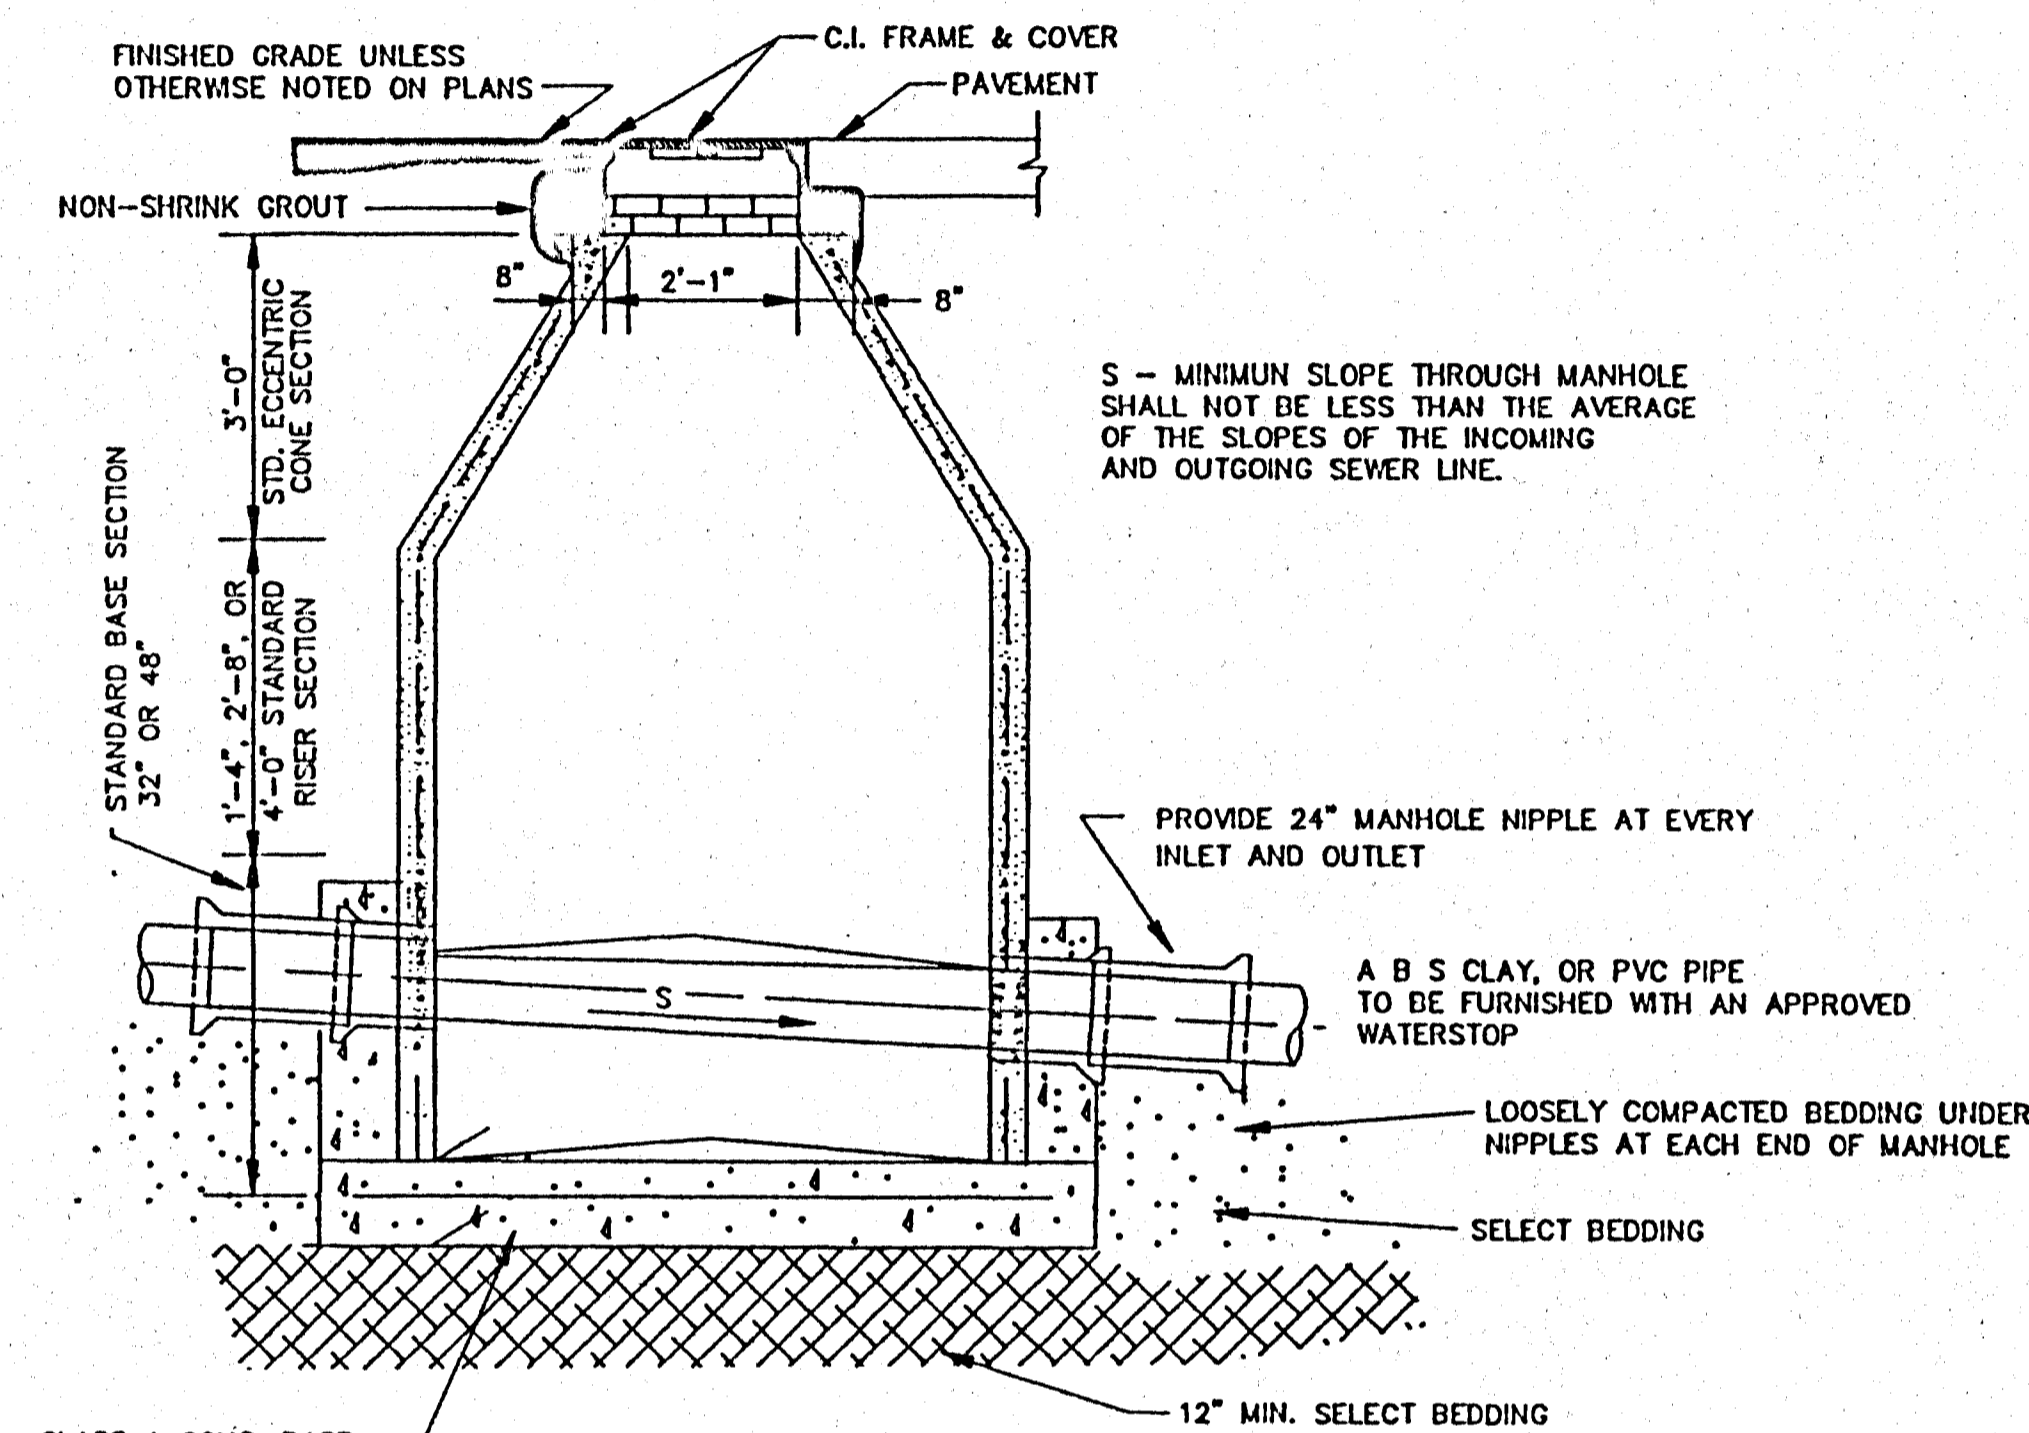 C.I. FRAME & COVER
FINISHED GRADE UNLESS
OTHERWISE NOTED ON PLANS
PAVEMENT
NON-SHRINK GROUT
8"
2'-1"
8"
3'-0"
STD. ECCENTRIC
CONE SECTION
S - MINIMUN SLOPE THROUGH MANHOLE
SHALL NOT BE LESS THAN THE AVERAGE
OF THE SLOPES OF THE INCOMING
AND OUTGOING SEWER LINE.
STANDARD BASE SECTION
32" OR 48"
1'-4", 2'-8", OR
4'-0" STANDARD
RISER SECTION
PROVIDE 24" MANHOLE NIPPLE AT EVERY
INLET AND OUTLET
S
A B S CLAY, OR PVC PIPE
TO BE FURNISHED WITH AN APPROVED
WATERSTOP
LOOSELY COMPACTED BEDDING UNDER
NIPPLES AT EACH END OF MANHOLE
SELECT BEDDING
12" MIN. SELECT BEDDING